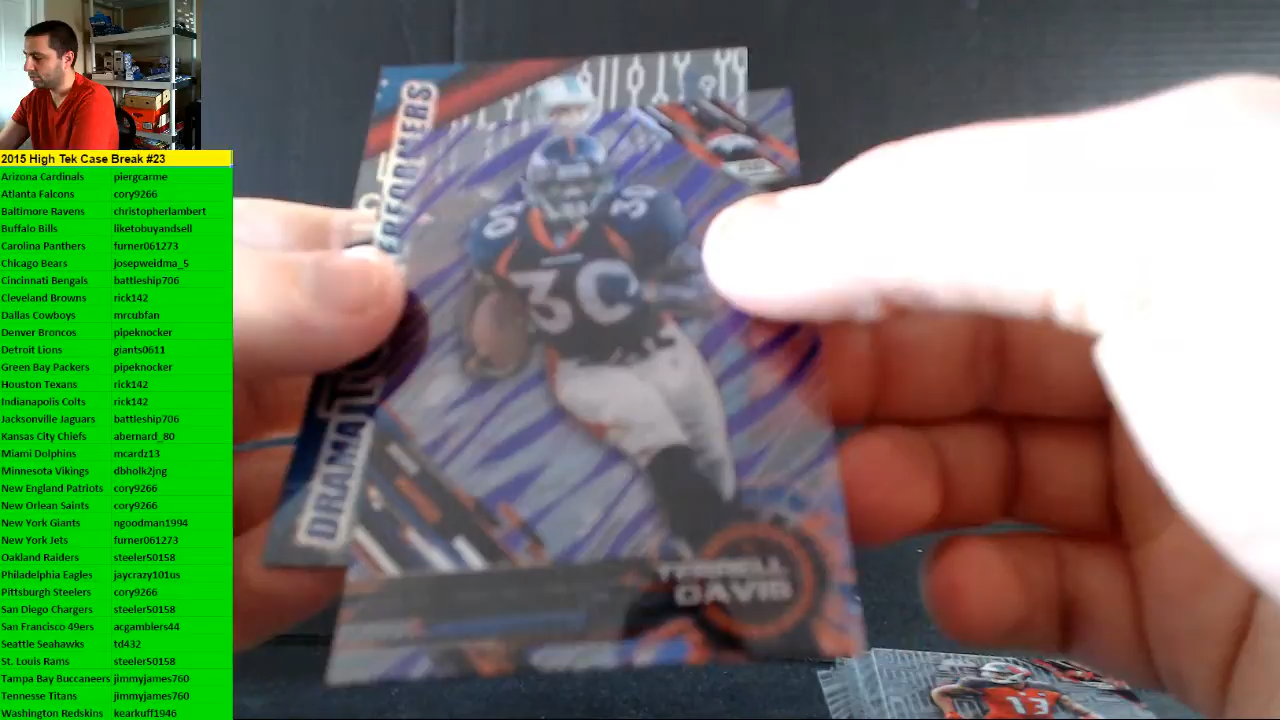 2015 High Tek Case Break #23
Arizona Cardinals piergcarme
Atlanta Falcons cory9266
Baltimore Ravens christopherlambert
Buffalo Bills liketobuyandsell
Carolina Panthers furner061273
Chicago Bears josepweidma_5
Cincinnati Bengals battleship706
Cleveland Browns rick142
Dallas Cowboys mrcubfan
Denver Broncos pipeknocker
Detroit Lions giants0611
Green Bay Packers pipeknocker
Houston Texans rick142
Indianapolis Colts rick142
Jacksonville Jaguars battleship706
Kansas City Chiefs abernard_80
Miami Dolphins mcardz13
Minnesota Vikings dbholk2jng
New England Patriots cory9266
New Orlean Saints cory9266
New York Giants ngoodman1994
New York Jets furner061273
Oakland Raiders steeler50158
Philadelphia Eagles jaycrazy101us
Pittsburgh Steelers cory9266
San Diego Chargers steeler50158
San Francisco 49ers acgamblers44
Seattle Seahawks td432
St. Louis Rams steeler50158
Tampa Bay Buccaneers jimmyjames760
Tennesse Titans jimmyjames760
Washington Redskins kearkuff1946
30
30
30
TERRELL
DAVIS
13